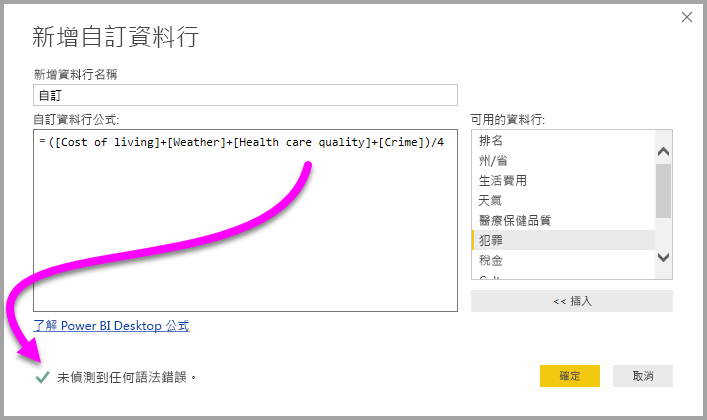 新增自訂資料行
新增資料行名稱
自訂
自訂資料行公式:
=([Cost of living]+[Weather]+[Health care quality]+[Crime])/4
可用的資料行:
排名
州/省
生活費用
天氣
醫療保健品質
犯罪
稅金
<< 插入
了解 Power BI Desktop 公式
未偵測到任何語法錯誤。
確定
取消